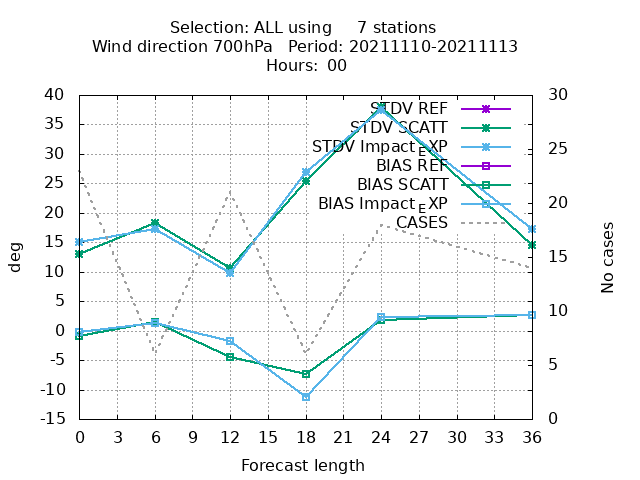 Selection: ALL using     7 stations
Wind direction 700hPa   Period: 20211110-20211113
Hours: 00
40
35
30
25
20
15
10
5
0
-5
-10
-15
deg
30
25
20
15
10
5
0
No cases
STDV REF
STDV SCATT
STDV Impact_EXP
BIAS REF
BIAS SCATT
BIAS Impact_EXP
CASES
0 3 6 9 12 15 18 21 24 27 30 33 36
Forecast length